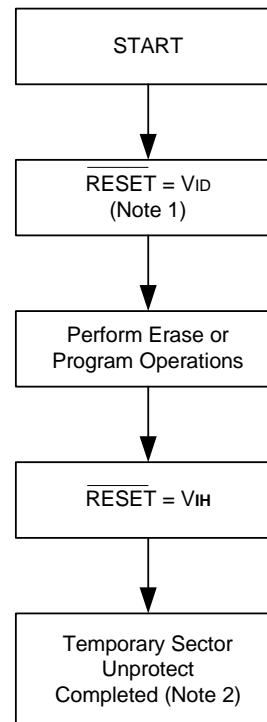 START
RESET = VID
(Note 1)
Perform Erase or
Program Operations
RESET = VIH
Temporary Sector
Unprotect
Completed (Note 2)